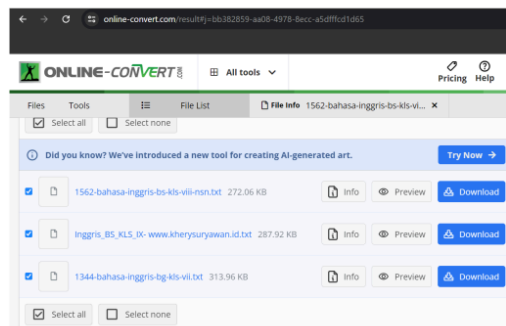 online-convert.com/result#j=bb382859-aa08-4978-8ecc-a5dfffcd1d65
ONLINE-CONVERT All tools Pricing Help
Files Tools File List File Info 1562-bahasa-inggris-bs-kls-vi...
Select all Select none
Did you know? We've introduced a new tool for creating AI-generated art. Try Now
1562-bahasa-inggris-bs-kls-viii-nsn.txt 272.06 KB Info Preview Download
Inggris_BS_KLS_IX- www.kherysuryawan.id.txt 287.92 KB Info Preview Download
1344-bahasa-inggris-bg-kls-vii.txt 313.96 KB Info Preview Download
Select all Select none